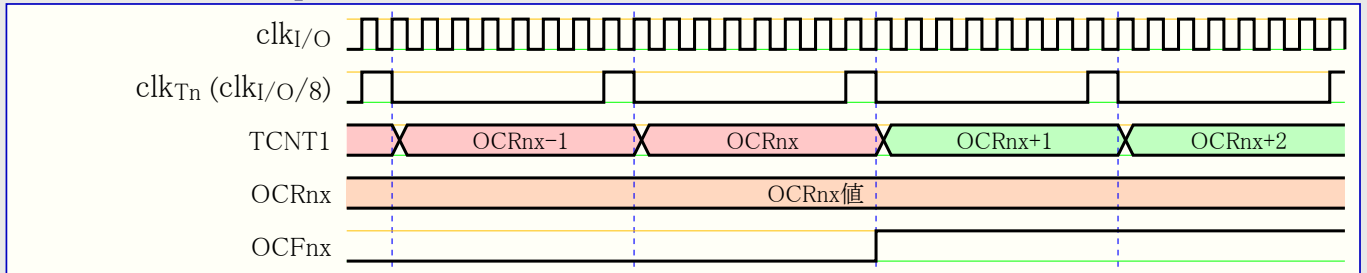 clkI/O
clkTn (clkI/O/8)
TCNT1 OCRnx-1 OCRnx OCRnx+1 OCRnx+2
OCRnx OCRnx値
OCFnx